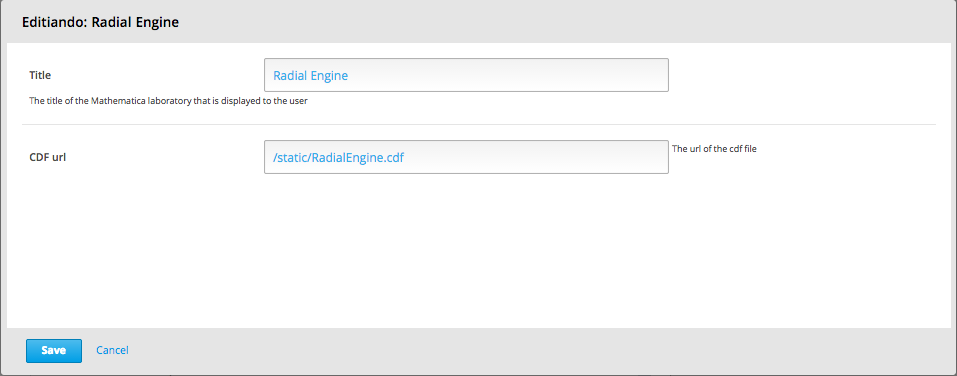 Editiando: Radial Engine
Title
Radial Engine
The title of the Mathematica laboratory that is displayed to the user
CDF url
/static/RadialEngine.cdf
The url of the cdf file
Save
Cancel